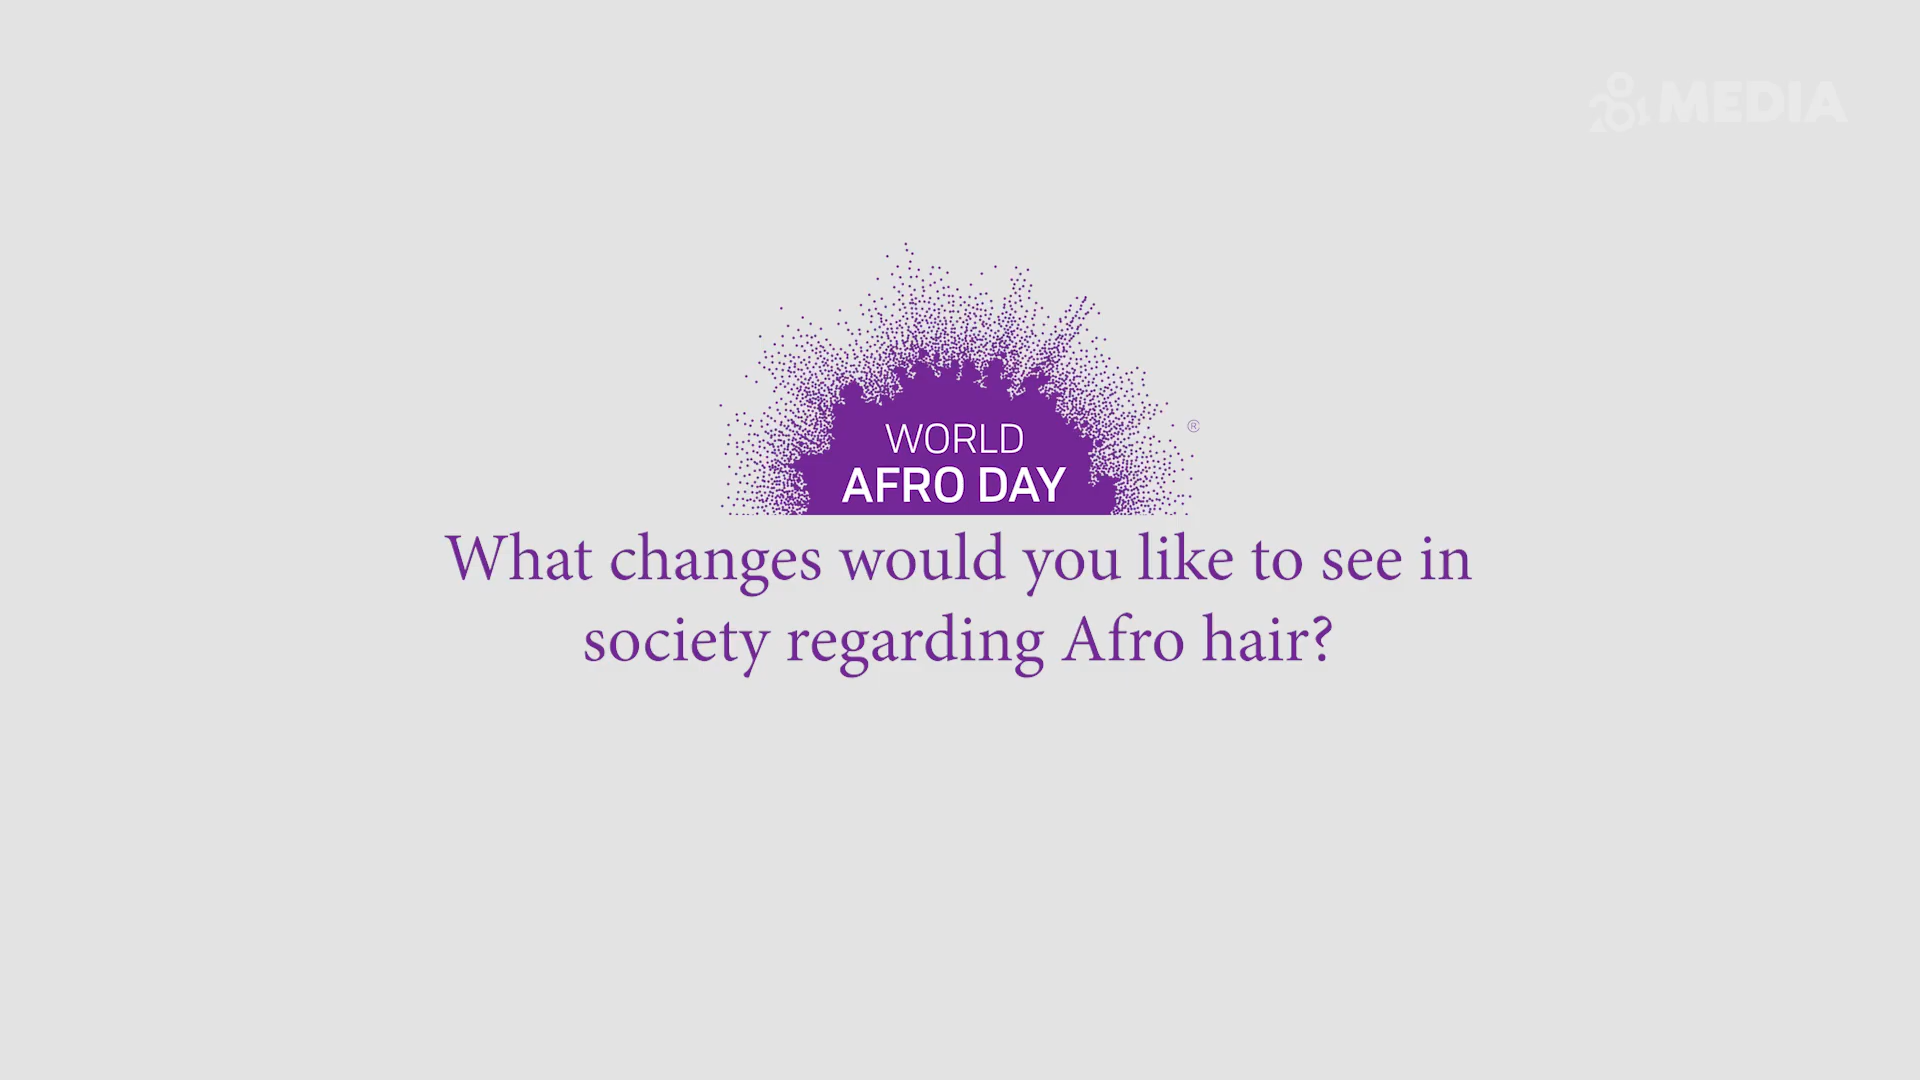 MEDIA
WORLD
AFRO DAY
®
What changes would you like to see in
society regarding Afro hair?